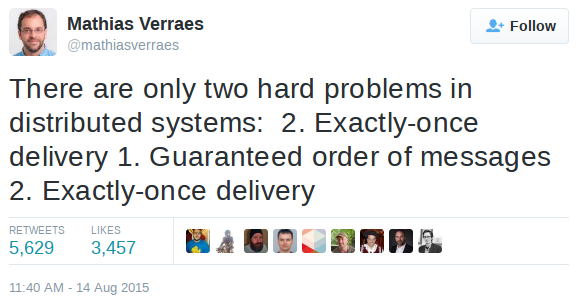 Mathias Verraes
@mathiasverraes
Follow
There are only two hard problems in
distributed systems:  2. Exactly-once
delivery 1. Guaranteed order of messages
2. Exactly-once delivery
RETWEETS LIKES
5,629 3,457
11:40 AM - 14 Aug 2015